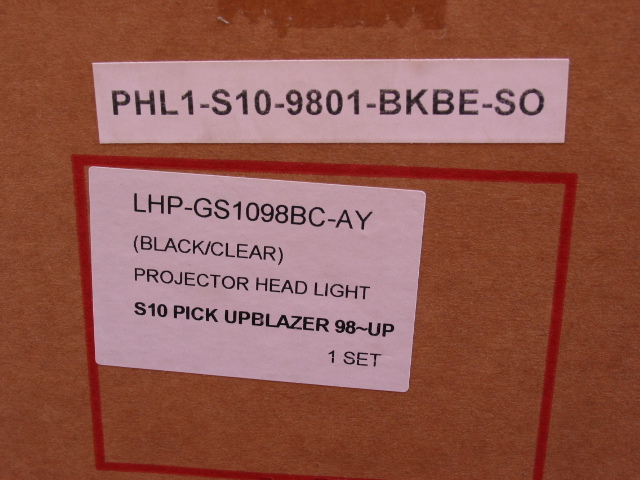 PHL1-S10-9801-BKBE-SO
LHP-GS1098BC-AY
(BLACK/CLEAR)
PROJECTOR HEAD LIGHT
S10 PICK UPBLAZER 98~UP
1 SET